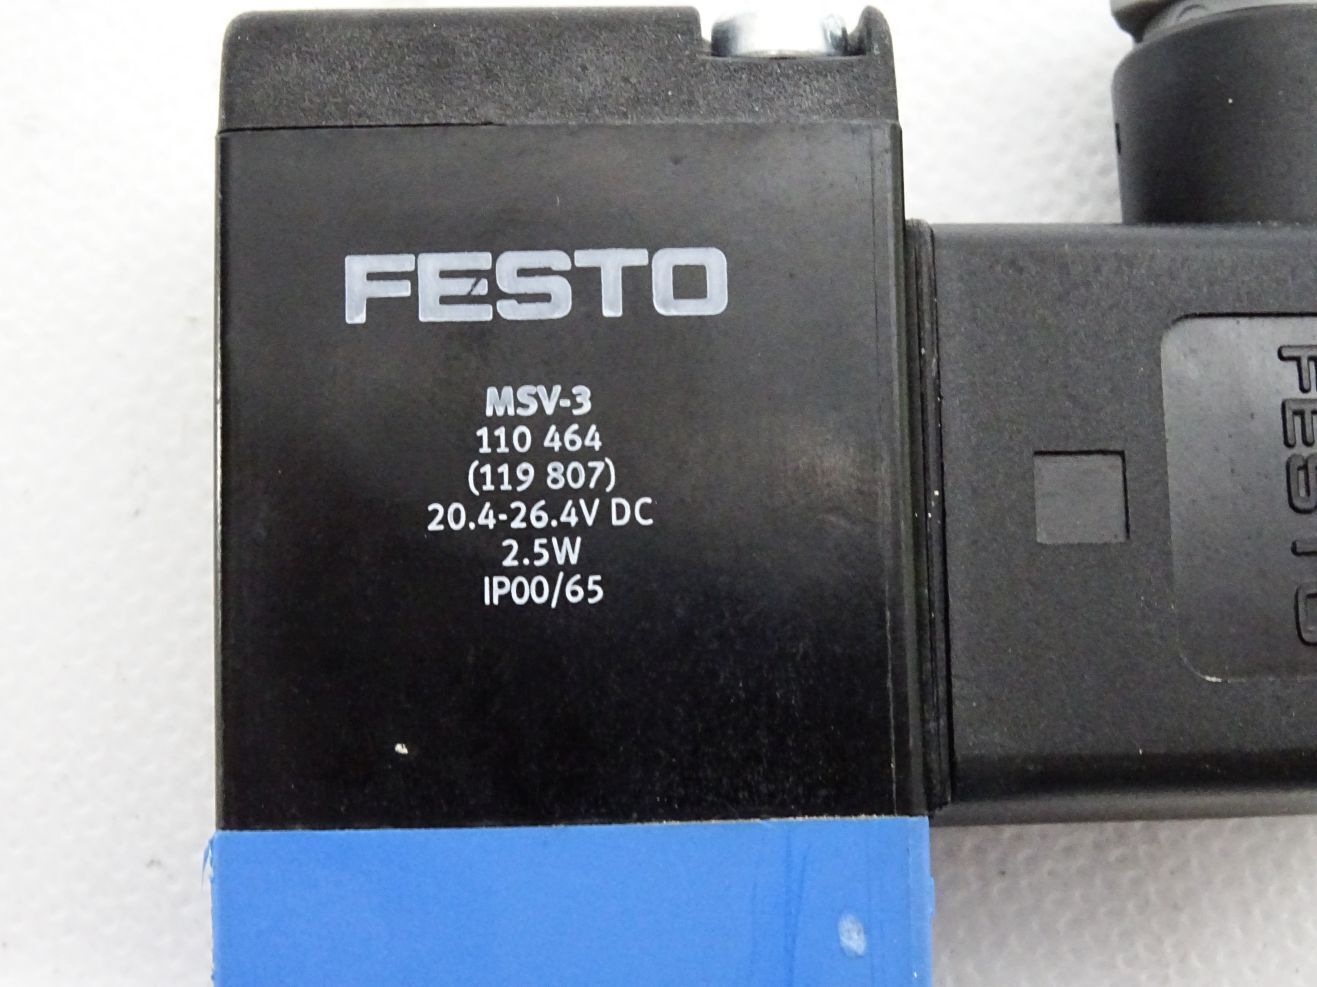 FESTO
MSV-3
110 464
(119 807)
20.4-26.4V DC
2.5W
IP00/65
FESTO